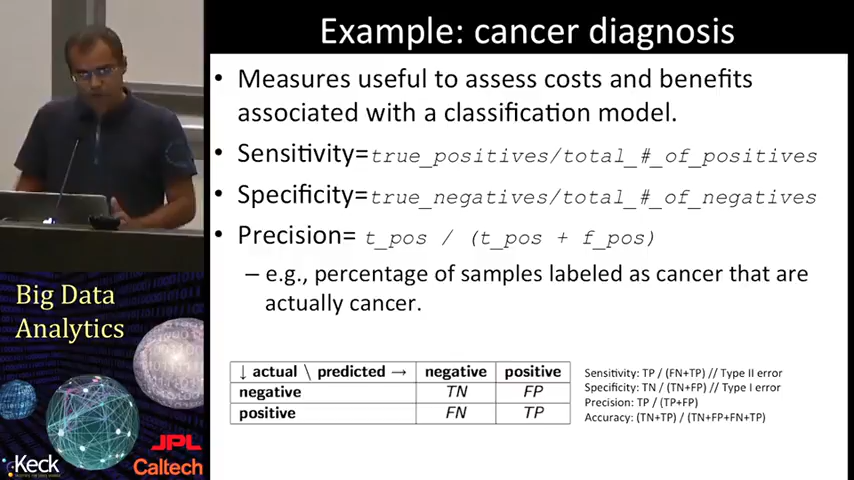 Example: cancer diagnosis
• Measures useful to assess costs and benefits
associated with a classification model.
• Sensitivity=true_positives/total_#_of_positives
• Specificity=true_negatives/total_#_of_negatives
• Precision= t_pos / (t_pos + f_pos)
– e.g., percentage of samples labeled as cancer that are
actually cancer.
↓ actual \ predicted → negative positive
negative TN FP
positive FN TP
Sensitivity: TP / (FN+TP) // Type II error
Specificity: TN / (TN+FP) // Type I error
Precision: TP / (TP+FP)
Accuracy: (TN+TP) / (TN+FP+FN+TP)
Big Data
Analytics
Keck
JPL
Caltech